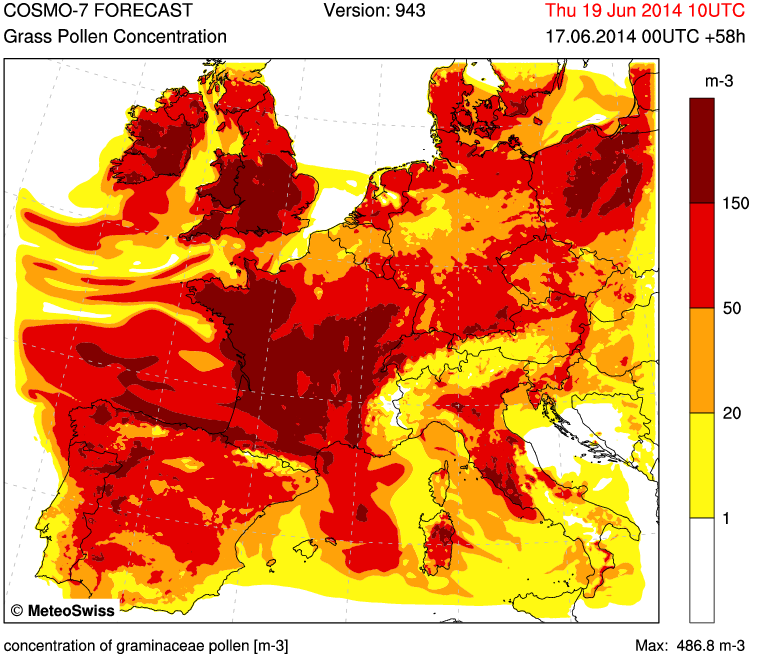 COSMO-7 FORECAST Version: 943 Thu 19 Jun 2014 10UTC
Grass Pollen Concentration 17.06.2014 00UTC +58h
m-3
150
50
20
1
© MeteoSwiss
concentration of graminaceae pollen [m-3] Max: 486.8 m-3